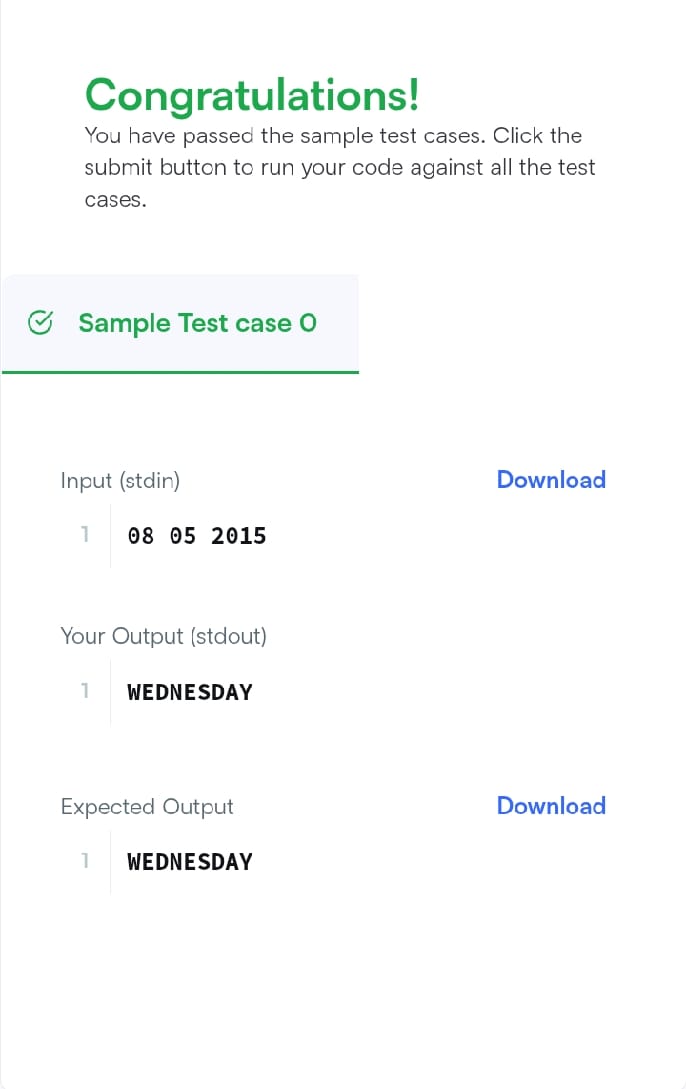 Congratulations!
You have passed the sample test cases. Click the
submit button to run your code against all the test
cases.
Sample Test case 0
Input (stdin)
Download
1
08 05 2015
Your Output (stdout)
1
WEDNESDAY
Expected Output
Download
1
WEDNESDAY